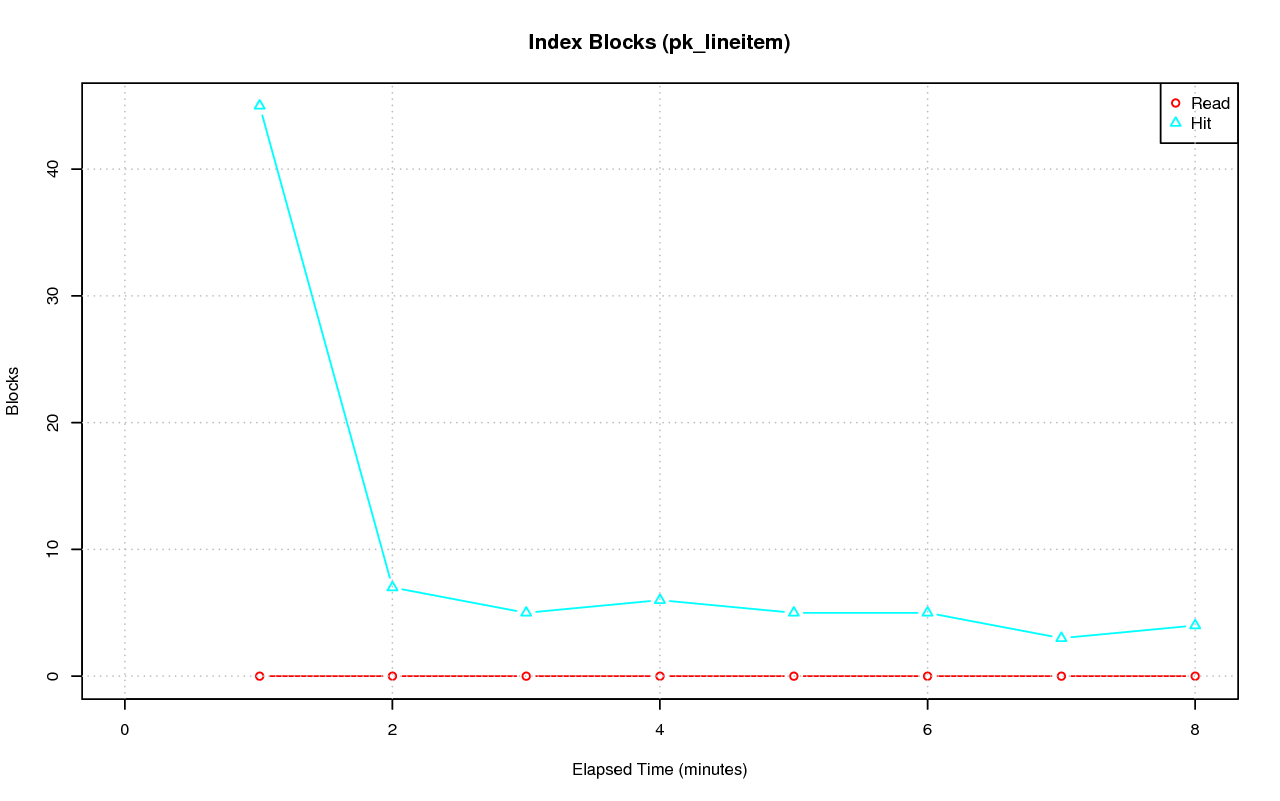 Index Blocks (pk_lineitem)
Read
Hit
Blocks
40
30
20
10
0
0 2 4 6 8
Elapsed Time (minutes)